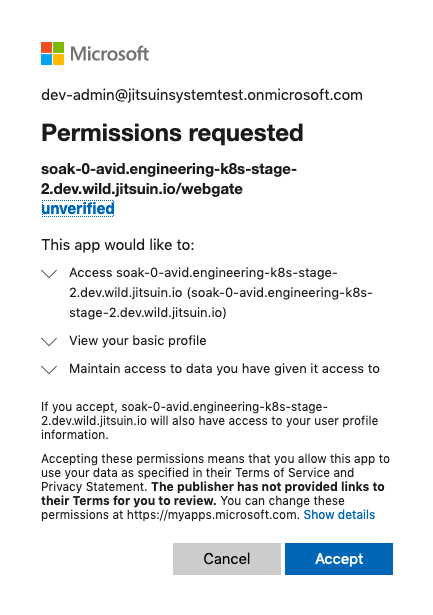 Microsoft
dev-admin@jitsuinsystemtest.onmicrosoft.com
Permissions requested
soak-0-avid.engineering-k8s-stage-
2.dev.wild.jitsuin.io/webgate
unverified
This app would like to:
Access soak-0-avid.engineering-k8s-stage-
2.dev.wild.jitsuin.io (soak-0-avid.engineering-k8s-
stage-2.dev.wild.jitsuin.io)
View your basic profile
Maintain access to data you have given it access to
If you accept, soak-0-avid.engineering-k8s-stage-
2.dev.wild.jitsuin.io will also have access to your user profile
information.
Accepting these permissions means that you allow this app to
use your data as specified in their Terms of Service and
Privacy Statement. The publisher has not provided links to
their Terms for you to review. You can change these
permissions at https://myapps.microsoft.com. Show details
Cancel
Accept